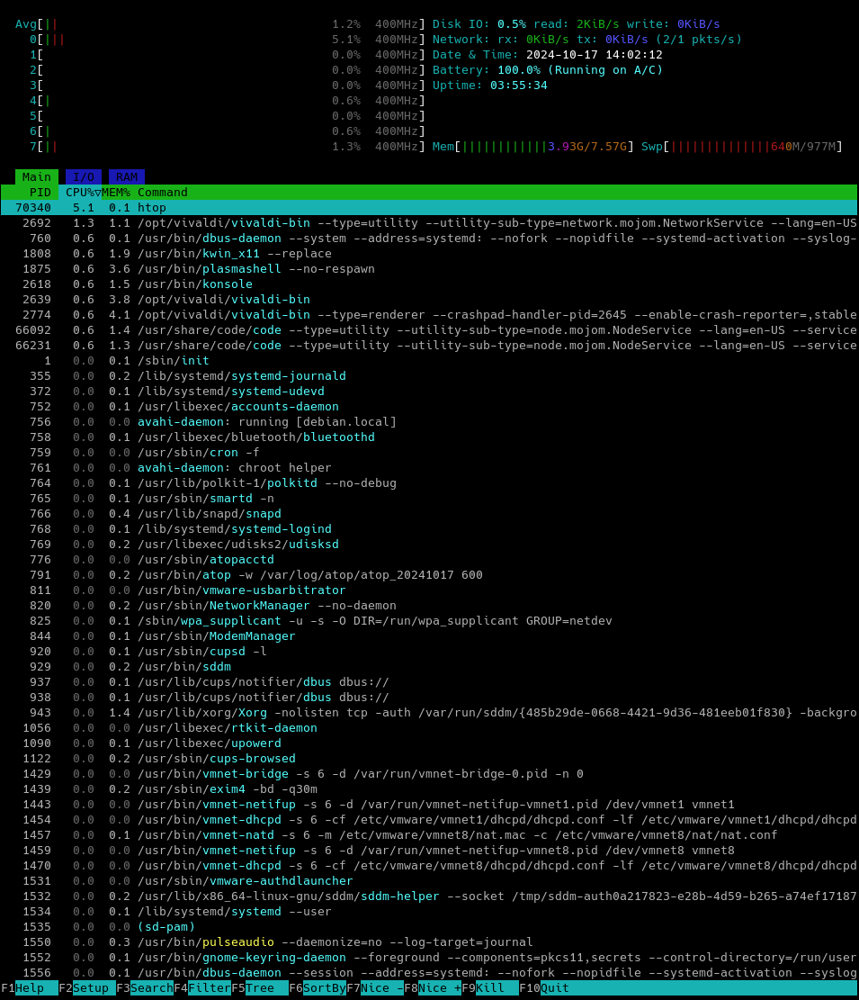 Avg[|| 1.2% 400MHz] Disk IO: 0.5% read: 2KiB/s write: 0KiB/s
0[||| 5.1% 400MHz] Network: rx: 0KiB/s tx: 0KiB/s (2/1 pkts/s)
1[ 0.0% 400MHz] Date & Time: 2024-10-17 14:02:12
2[ 0.0% 400MHz] Battery: 100.0% (Running on A/C)
3[ 0.0% 400MHz] Uptime: 03:55:34
4[| 0.6% 400MHz]
5[ 0.0% 400MHz]
6[| 0.6% 400MHz]
7[|| 1.3% 400MHz] Mem[||||||||||||3.93G/7.57G] Swp[||||||||||||||640M/977M]
Main I/O RAM
PID CPU%▽MEM% Command
70340 5.1 0.1 htop
2692 1.3 1.1 /opt/vivaldi/vivaldi-bin --type=utility --utility-sub-type=network.mojom.NetworkService --lang=en-US
760 0.6 0.1 /usr/bin/dbus-daemon --system --address=systemd: --nofork --nopidfile --systemd-activation --syslog-
1808 0.6 1.9 /usr/bin/kwin_x11 --replace
1875 0.6 3.6 /usr/bin/plasmashell --no-respawn
2618 0.6 1.5 /usr/bin/konsole
2639 0.6 3.8 /opt/vivaldi/vivaldi-bin
2774 0.6 4.1 /opt/vivaldi/vivaldi-bin --type=renderer --crashpad-handler-pid=2645 --enable-crash-reporter=,stable
66092 0.6 1.4 /usr/share/code/code --type=utility --utility-sub-type=node.mojom.NodeService --lang=en-US --service
66231 0.6 1.3 /usr/share/code/code --type=utility --utility-sub-type=node.mojom.NodeService --lang=en-US --service
1 0.0 0.1 /sbin/init
355 0.0 0.2 /lib/systemd/systemd-journald
372 0.0 0.1 /lib/systemd/systemd-udevd
752 0.0 0.1 /usr/libexec/accounts-daemon
756 0.0 0.0 avahi-daemon: running [debian.local]
758 0.0 0.1 /usr/libexec/bluetooth/bluetoothd
759 0.0 0.0 /usr/sbin/cron -f
761 0.0 0.0 avahi-daemon: chroot helper
764 0.0 0.1 /usr/lib/polkit-1/polkitd --no-debug
765 0.0 0.1 /usr/sbin/smartd -n
766 0.0 0.4 /usr/lib/snapd/snapd
768 0.0 0.1 /lib/systemd/systemd-logind
769 0.0 0.2 /usr/libexec/udisks2/udisksd
776 0.0 0.0 /usr/sbin/atopacctd
791 0.0 0.2 /usr/bin/atop -w /var/log/atop/atop_20241017 600
811 0.0 0.0 /usr/bin/vmware-usbarbitrator
820 0.0 0.2 /usr/sbin/NetworkManager --no-daemon
825 0.0 0.1 /sbin/wpa_supplicant -u -s -O DIR=/run/wpa_supplicant GROUP=netdev
844 0.0 0.1 /usr/sbin/ModemManager
920 0.0 0.1 /usr/sbin/cupsd -l
929 0.0 0.2 /usr/bin/sddm
937 0.0 0.1 /usr/lib/cups/notifier/dbus dbus://
938 0.0 0.1 /usr/lib/cups/notifier/dbus dbus://
943 0.0 1.4 /usr/lib/xorg/Xorg -nolisten tcp -auth /var/run/sddm/{485b29de-0668-4421-9d36-481eeb01f830} -backgro
1056 0.0 0.0 /usr/libexec/rtkit-daemon
1090 0.0 0.1 /usr/libexec/upowerd
1122 0.0 0.2 /usr/sbin/cups-browsed
1429 0.0 0.0 /usr/bin/vmnet-bridge -s 6 -d /var/run/vmnet-bridge-0.pid -n 0
1439 0.0 0.2 /usr/sbin/exim4 -bd -q30m
1443 0.0 0.0 /usr/bin/vmnet-netifup -s 6 -d /var/run/vmnet-netifup-vmnet1.pid /dev/vmnet1 vmnet1
1454 0.0 0.0 /usr/bin/vmnet-dhcpd -s 6 -cf /etc/vmware/vmnet1/dhcpd/dhcpd.conf -lf /etc/vmware/vmnet1/dhcpd/dhcpd
1457 0.0 0.1 /usr/bin/vmnet-natd -s 6 -m /etc/vmware/vmnet8/nat.mac -c /etc/vmware/vmnet8/nat/nat.conf
1459 0.0 0.0 /usr/bin/vmnet-netifup -s 6 -d /var/run/vmnet-netifup-vmnet8.pid /dev/vmnet8 vmnet8
1470 0.0 0.0 /usr/bin/vmnet-dhcpd -s 6 -cf /etc/vmware/vmnet8/dhcpd/dhcpd.conf -lf /etc/vmware/vmnet8/dhcpd/dhcpd
1531 0.0 0.0 /usr/sbin/vmware-authdlauncher
1532 0.0 0.2 /usr/lib/x86_64-linux-gnu/sddm/sddm-helper --socket /tmp/sddm-auth0a217823-e28b-4d59-b265-a74ef17187
1534 0.0 0.1 /lib/systemd/systemd --user
1535 0.0 0.0 (sd-pam)
1550 0.0 0.3 /usr/bin/pulseaudio --daemonize=no --log-target=journal
1552 0.0 0.1 /usr/bin/gnome-keyring-daemon --foreground --components=pkcs11,secrets --control-directory=/run/user
1556 0.0 0.1 /usr/bin/dbus-daemon --session --address=systemd: --nofork --nopidfile --systemd-activation --syslog
F1Help F2Setup F3SearchF4FilterF5Tree F6SortByF7Nice -F8Nice +F9Kill F10Quit